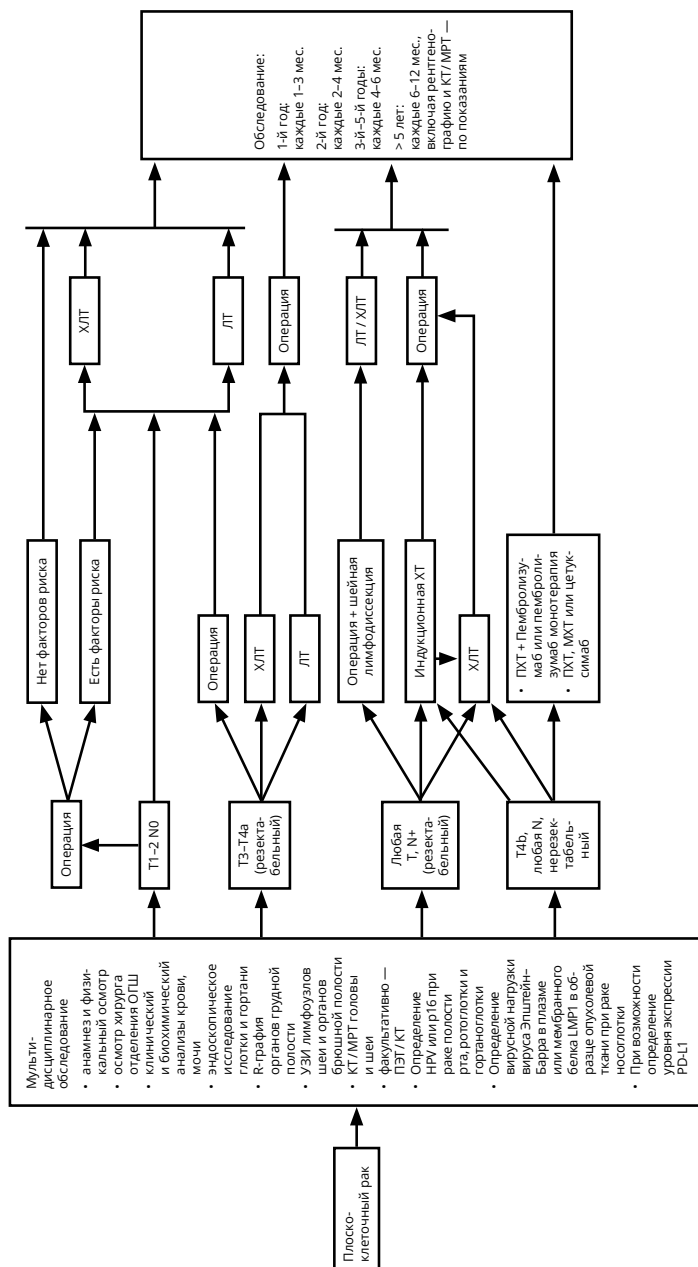 Плоско-
клеточный рак
Мульти-
дисциплинарное
обследование
• анамнез и физи-
кальный осмотр
• осмотр хирурга
отделения ОГШ
• клинический
и биохимический
анализы крови,
мочи
• эндоскопическое
исследование
глотки и гортани
• R-графия
органов грудной
полости
• УЗИ лимфоузлов
шеи и органов
брюшной полости
• КТ/МРТ головы
и шеи
• факультативно —
ПЭТ/КТ
• Определение
HPV или p16 при
раке полости
рта, ротоглотки и
гортаноглотки
• Определение
вирусной нагрузки
вируса Эпштейн–
Барра в плазме
или мембранного
белка LMP1 в об-
разце опухолевой
ткани при раке
носоглотки
• При возможности
определение
уровня экспрессии
PD-L1
Операция
T1–2 N0
T3–T4a
(резекта-
бельный)
Любая
T, N+
(резекта-
бельный)
T4b,
любая N,
нерезек-
табель-
ный
Нет факторов риска
Есть факторы риска
Операция
ХЛТ
ЛТ
Операция + шейная
лимфодиссекция
Индукционная ХТ
ХЛТ
• ПХТ + Пембролизу-
маб или пемброли-
зумаб монотерапия
• ПХТ, МХТ или цетук-
симаб
ХЛТ
ЛТ
Операция
ЛТ / ХЛТ
Операция
Обследование:
1-й год:
каждые 1–3 мес.
2-й год:
каждые 2–4 мес.
3-й–5-й годы:
каждые 4–6 мес.
> 5 лет:
каждые 6–12 мес.,
включая рентгено-
графию и КТ/МРТ —
по показаниям